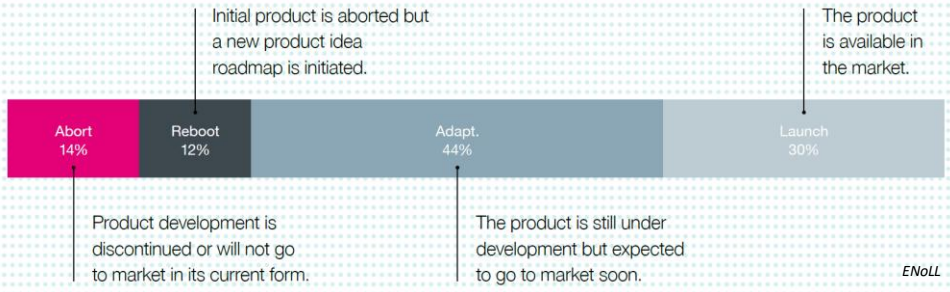 Initial product is aborted but
a new product idea
roadmap is initiated.
The product
is available in
the market.
Abort
14%
Reboot
12%
Adapt.
44%
Launch
30%
Product development is
discontinued or will not go
to market in its current form.
The product is still under
development but expected
to go to market soon.
ENoLL